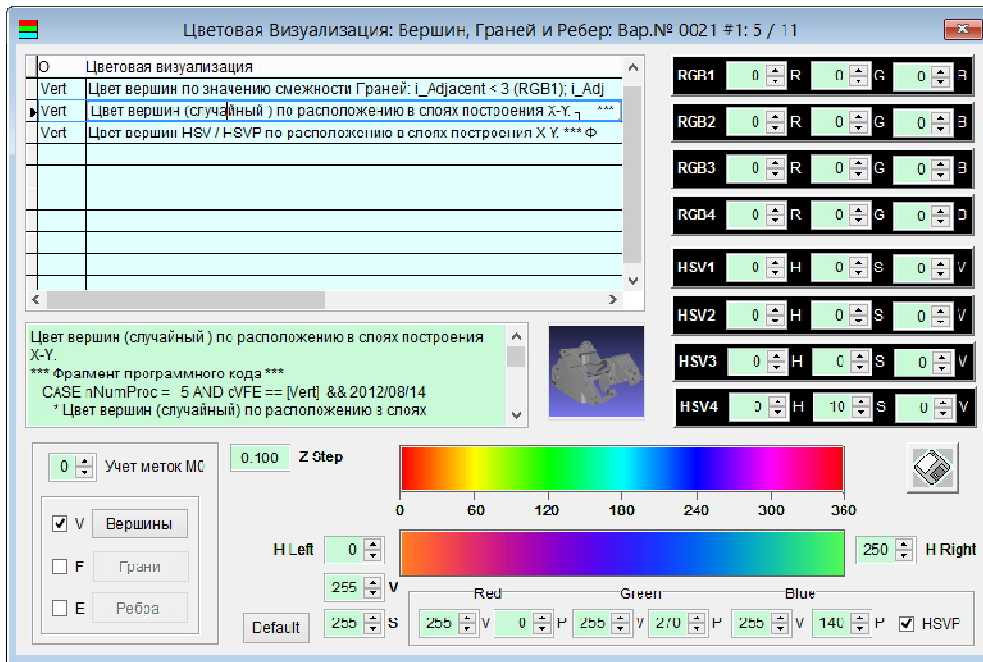 Цветовая Визуализация: Вершин, Граней и Ребер: Вар.№ 0021 #1: 5 / 11
О Цветовая визуализация
Vert Цвет вершин по значению смежности Граней: i_Adjacent < 3 (RGB1); i_Adj
Vert Цвет вершин (случайный ) по расположению в слоях построения X-Y. ┐ ***
Vert Цвет вершин HSV / HSVP по расположению в слоях построения X Y. *** Ф
RGB1 0 R 0 G 0 B
RGB2 0 R 0 G 0 B
RGB3 0 R 0 G 0 B
RGB4 0 R 0 G 0 B
HSV1 0 H 0 S 0 V
HSV2 0 H 0 S 0 V
HSV3 0 H 0 S 0 V
HSV4 0 H 10 S 0 V
Цвет вершин (случайный ) по расположению в слоях построения
X-Y.
*** Фрагмент программного кода ***
CASE nNumProc = 5 AND cVFE == [Vert] && 2012/08/14
* Цвет вершин (случайный) по расположению в слоях
0 Учет меток M0
0.100 Z Step
0 60 120 180 240 300 360
V Вершины
F Грани
E Ребра
H Left 0
250 H Right
255 V
255 S
Default
Red Green Blue
255 V 0 P 255 V 270 P 255 V 140 P HSVP